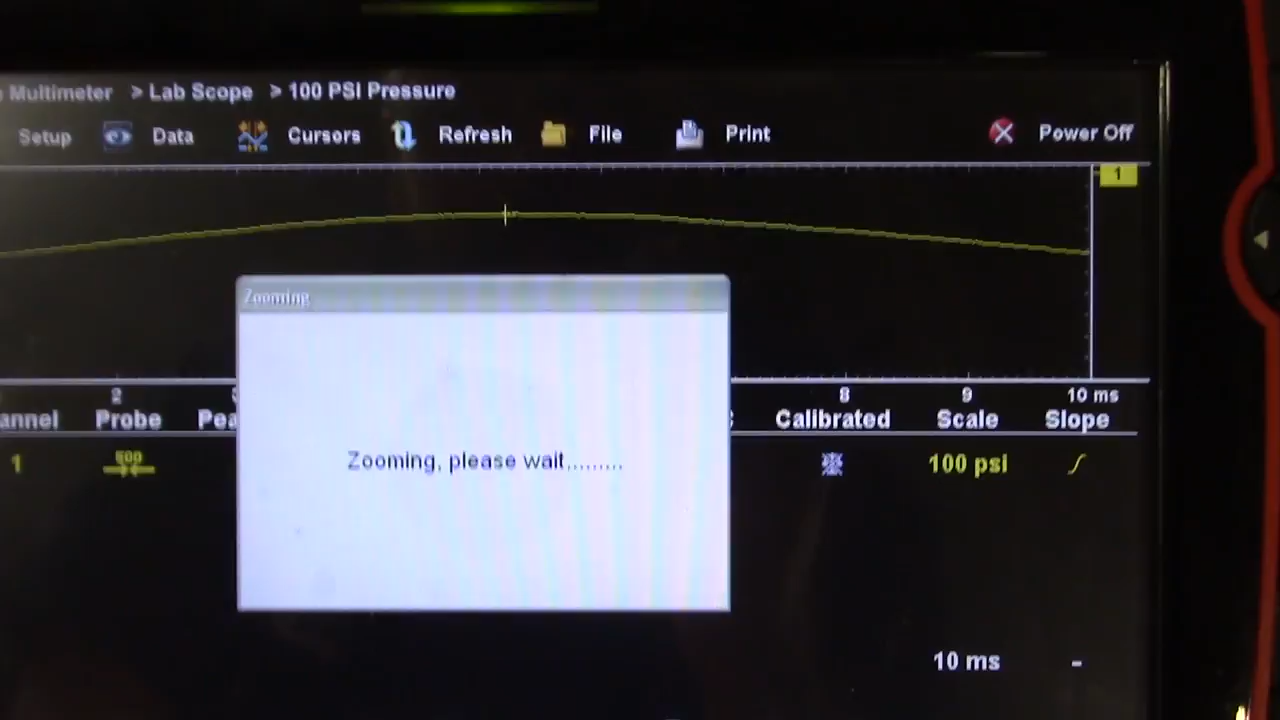 Multimeter > Lab Scope > 100 PSI Pressure
Setup Data Cursors Refresh File Print Power Off
1
Zooming
2 8 9 10 ms
Probe Calibrated Scale Slope
1 500 100 psi
Zooming, please wait.........
10 ms -